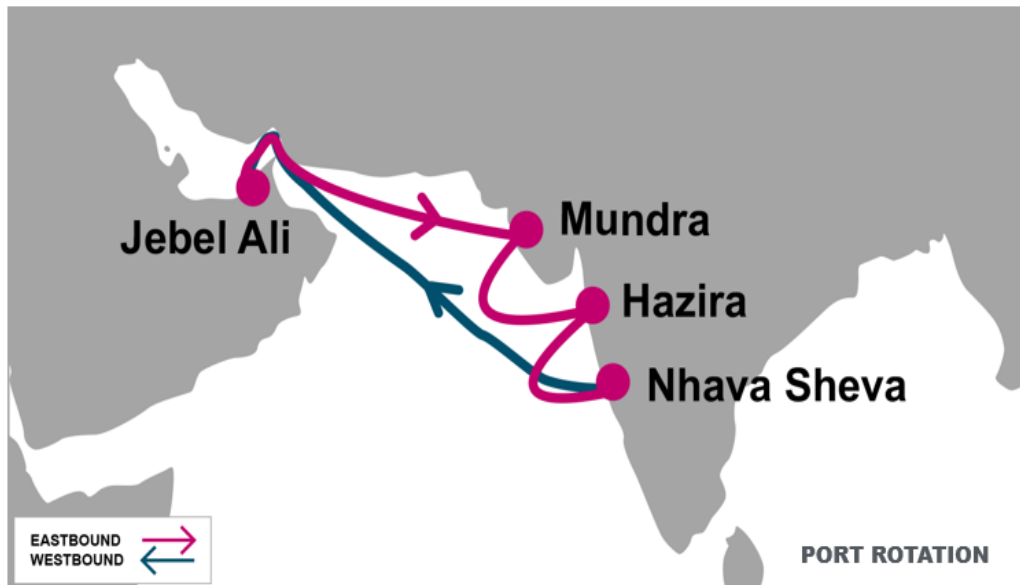 Jebel Ali
Mundra
Hazira
Nhava Sheva
EASTBOUND
WESTBOUND
PORT ROTATION